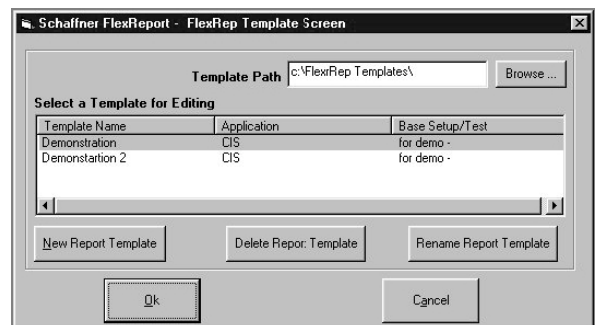 Schaffner FlexReport - FlexRep Template Screen
Template Path c:\FlexrRep Templates\ Browse ...
Select a Template for Editing
Template Name Application Base Setup/Test
Demonstration CIS for demo -
Demonstartion 2 CIS for demo -
New Report Template Delete Repor: Template Rename Report Template
Ok Cancel